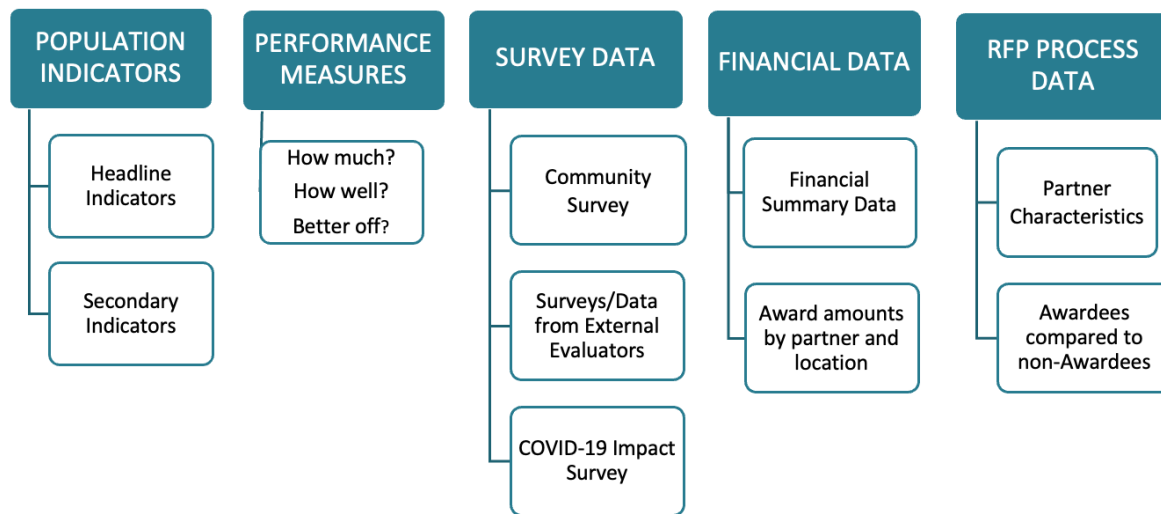 POPULATION
INDICATORS
Headline
Indicators
Secondary
Indicators
PERFORMANCE
MEASURES
How much?
How well?
Better off?
SURVEY DATA
Community
Survey
Surveys/Data
from External
Evaluators
COVID-19 Impact
Survey
FINANCIAL DATA
Financial
Summary Data
Award amounts
by partner and
location
RFP PROCESS
DATA
Partner
Characteristics
Awardees
compared to
non-Awardees